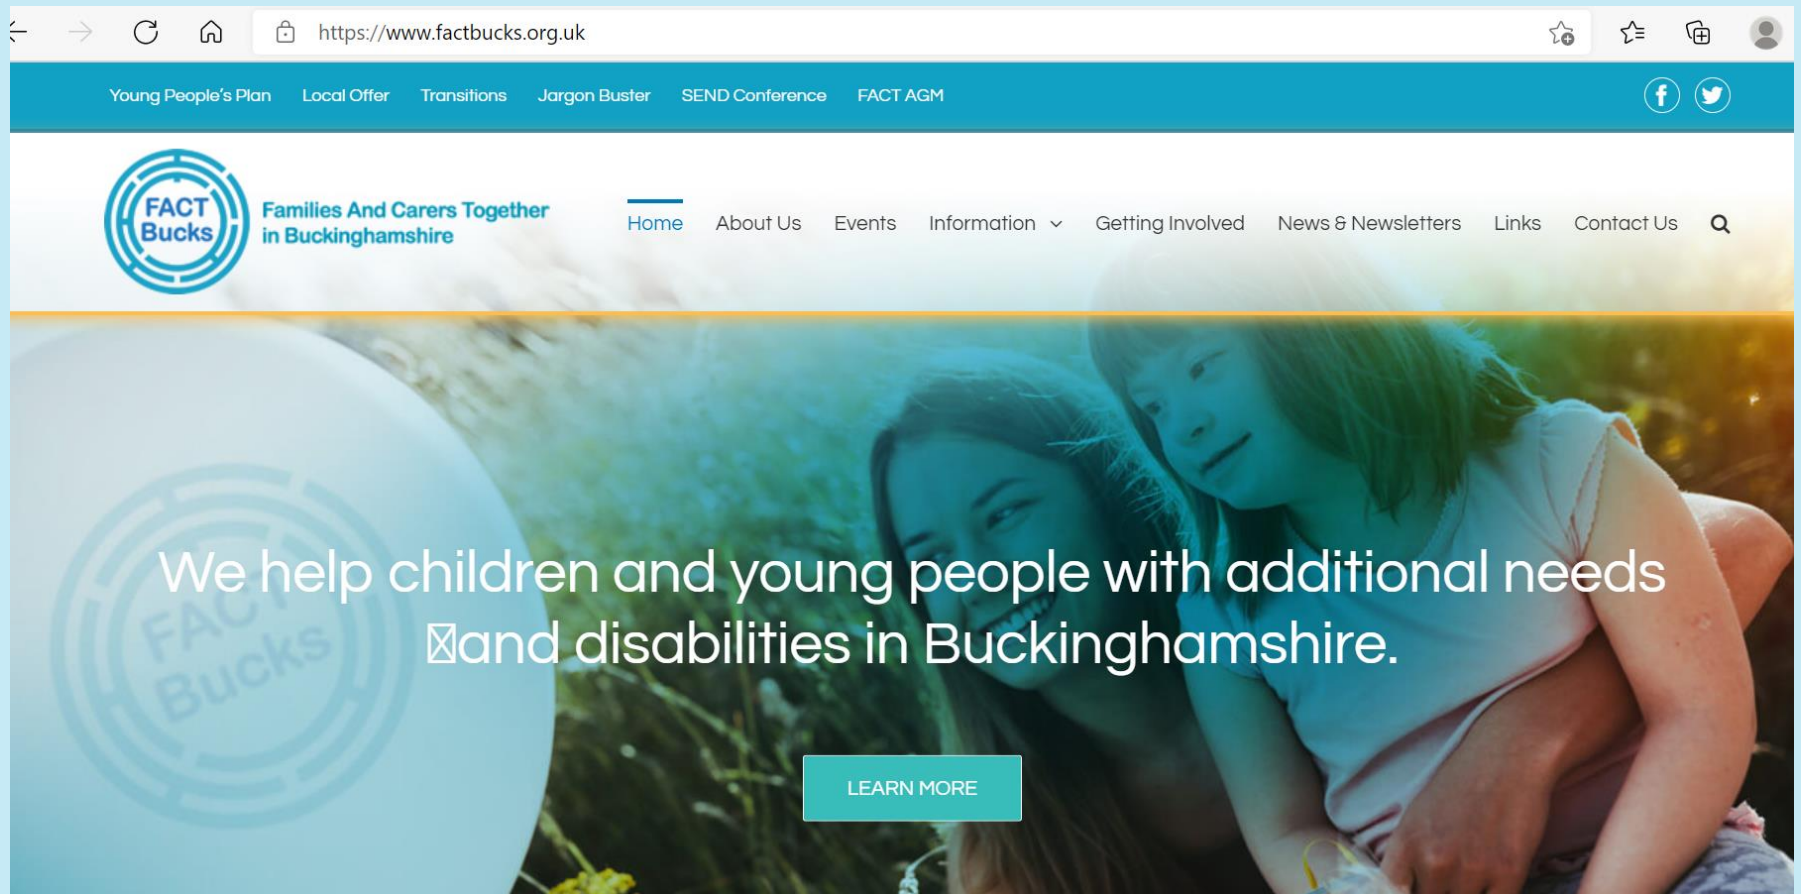 https://www.factbucks.org.uk
Young People's Plan Local Offer Transitions Jargon Buster SEND Conference FACT AGM
FACT
Bucks
Families And Carers Together
in Buckinghamshire
Home About Us Events Information Getting Involved News & Newsletters Links Contact Us
FACT
Bucks
We help children and young people with additional needs
and disabilities in Buckinghamshire.
LEARN MORE